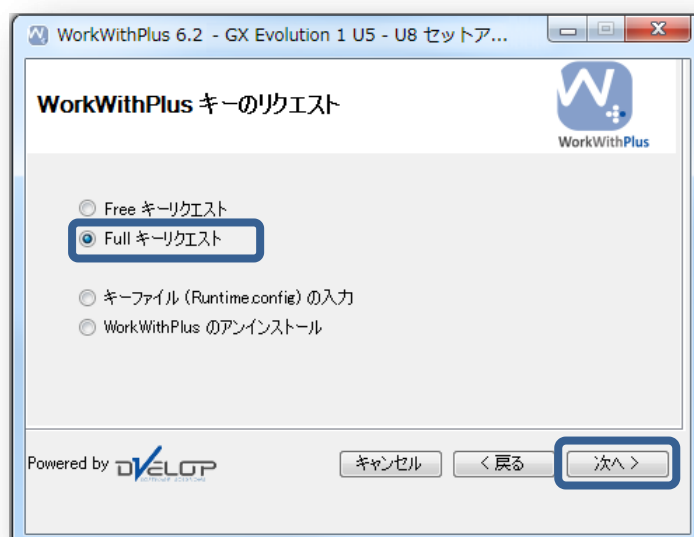 WorkWithPlus 6.2 - GX Evolution 1 U5 - U8 セットア...
WorkWithPlus キーのリクエスト
WorkWithPlus
Free キーリクエスト
Full キーリクエスト
キーファイル (Runtime.config) の入力
WorkWithPlus のアンインストール
Powered by DVELOP
キャンセル
< 戻る
次へ >